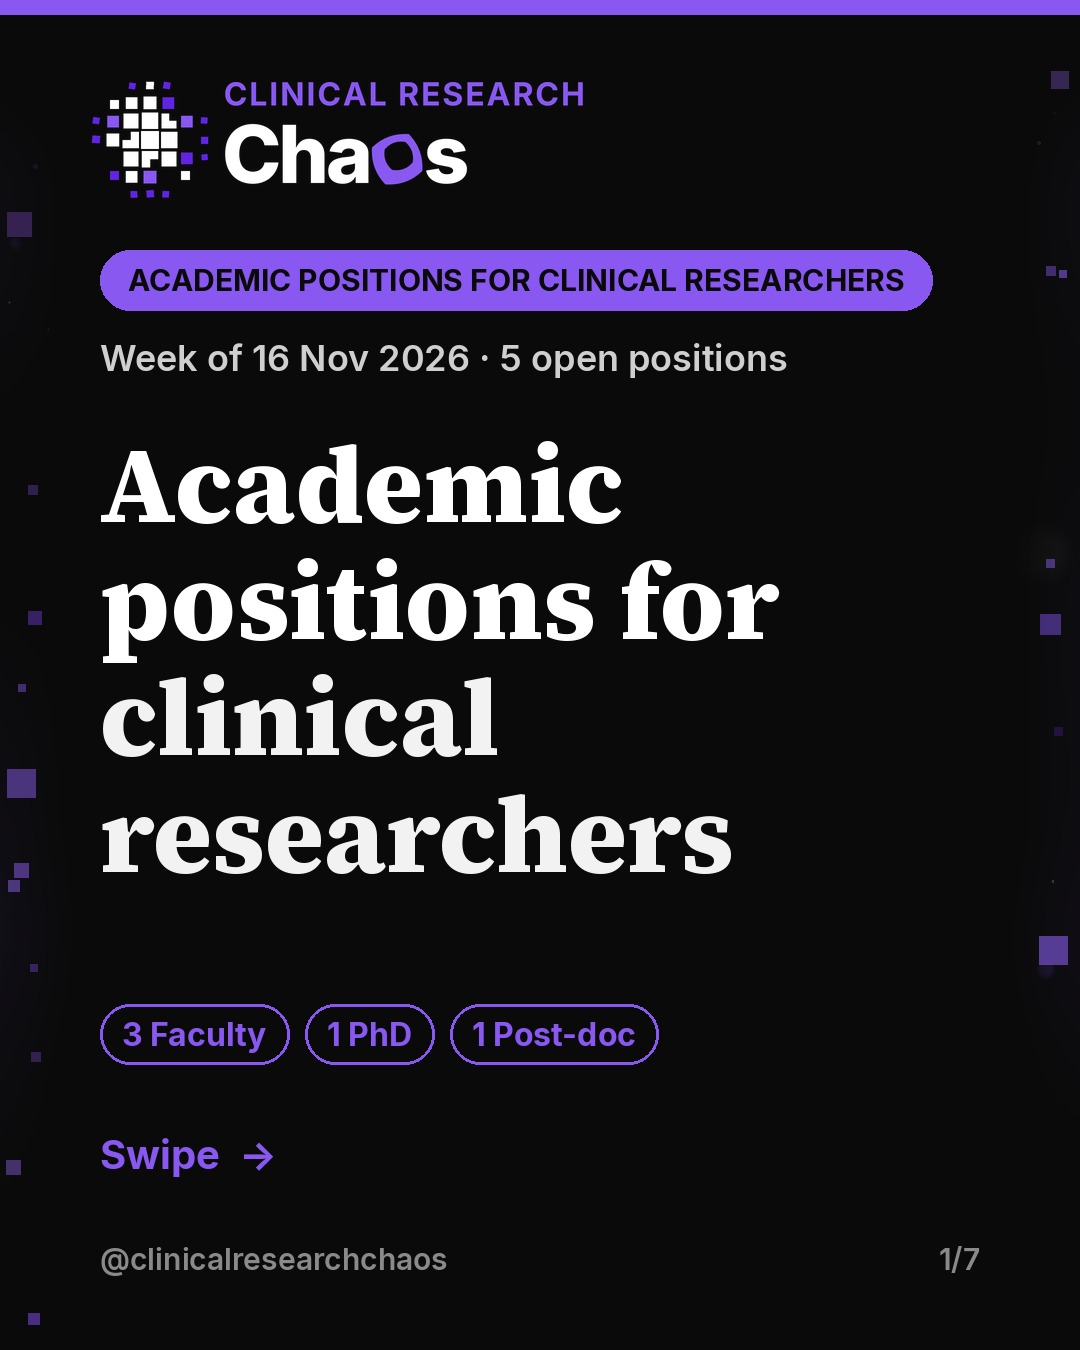 CLINICAL RESEARCH
Chaos
ACADEMIC POSITIONS FOR CLINICAL RESEARCHERS
Week of 16 Nov 2026 · 5 open positions
Academic
positions for
clinical
researchers
3 Faculty
1 PhD
1 Post-doc
Swipe →
@clinicalresearchchaos
1/7